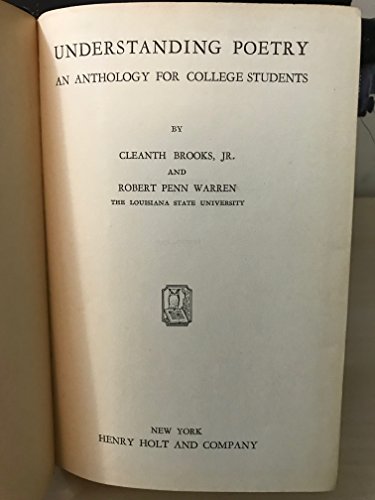 UNDERSTANDING POETRY
AN ANTHOLOGY FOR COLLEGE STUDENTS
BY
CLEANTH BROOKS, JR.
AND
ROBERT PENN WARREN
THE LOUISIANA STATE UNIVERSITY
NEW YORK
HENRY HOLT AND COMPANY